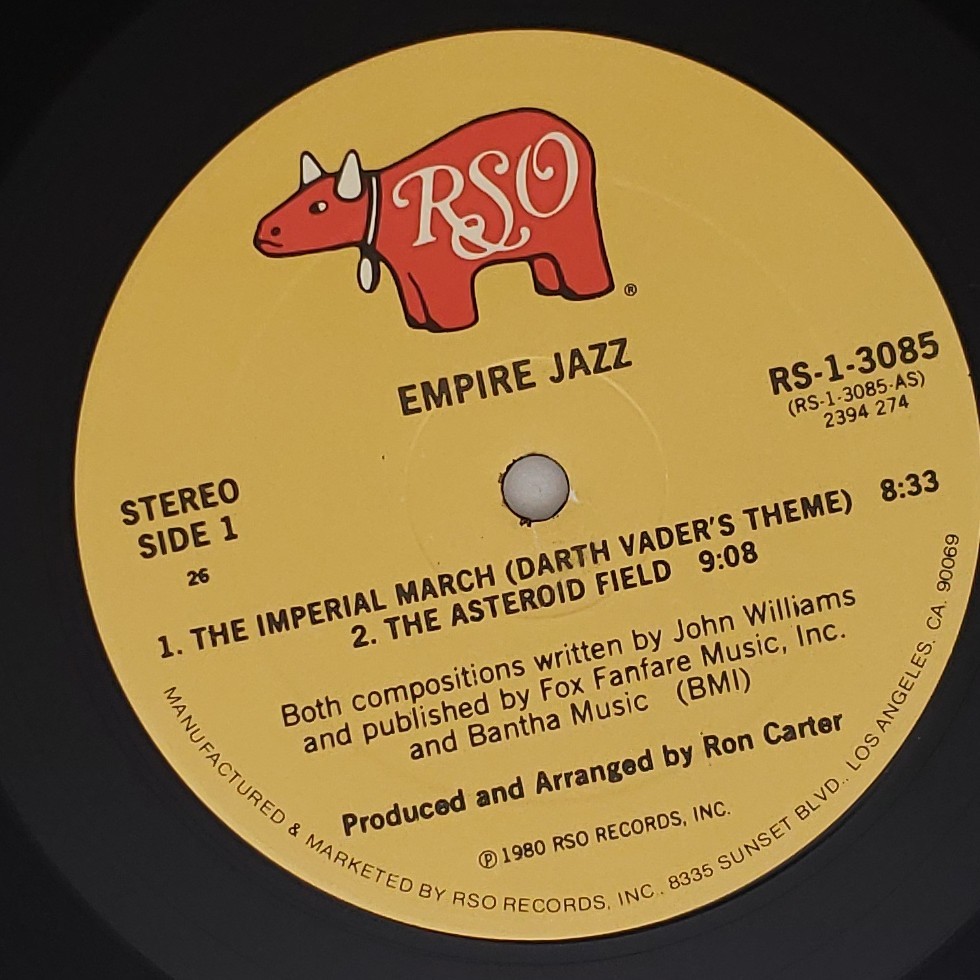 RSO
®
EMPIRE JAZZ
RS-1-3085
(RS-1-3085-AS)
2394 274
STEREO
SIDE 1
26
1. THE IMPERIAL MARCH (DARTH VADER'S THEME) 8:33
2. THE ASTEROID FIELD 9:08
Both compositions written by John Williams
and published by Fox Fanfare Music, Inc.
and Bantha Music (BMI)
Produced and Arranged by Ron Carter
℗ 1980 RSO RECORDS, INC.
MANUFACTURED & MARKETED BY RSO RECORDS, INC., 8335 SUNSET BLVD., LOS ANGELES, CA. 90069